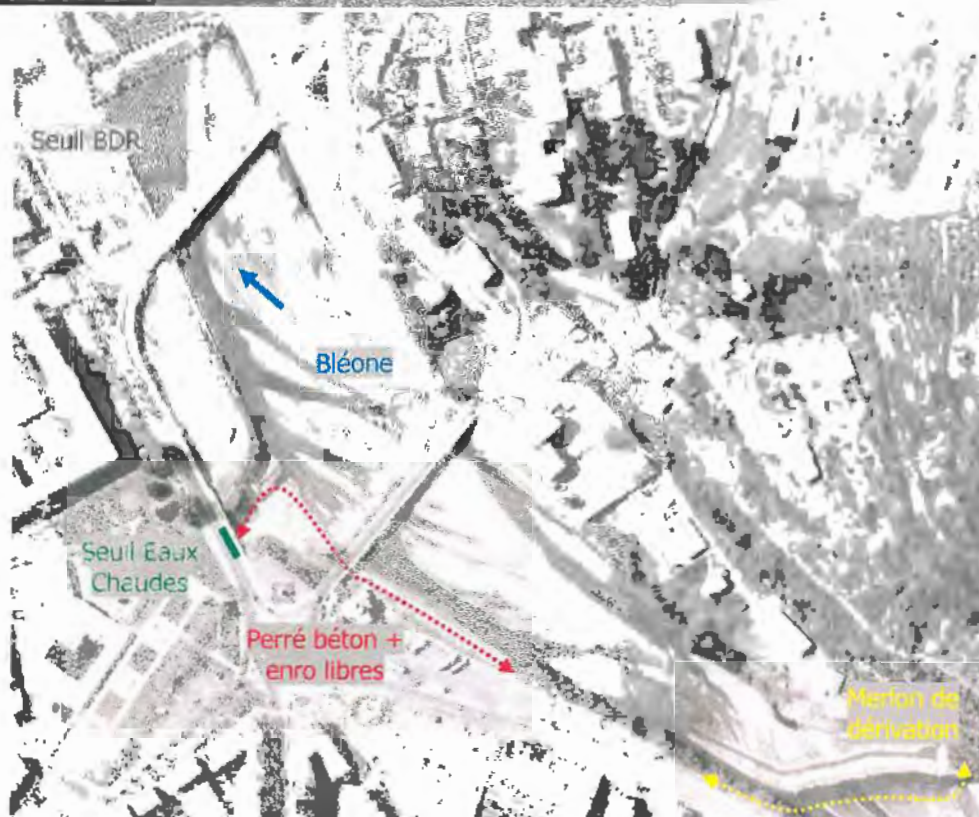 Seuil BDR
Bléone
Seuil Eaux
Chaudes
Perré béton +
enro libres
Merlon de
dérivation